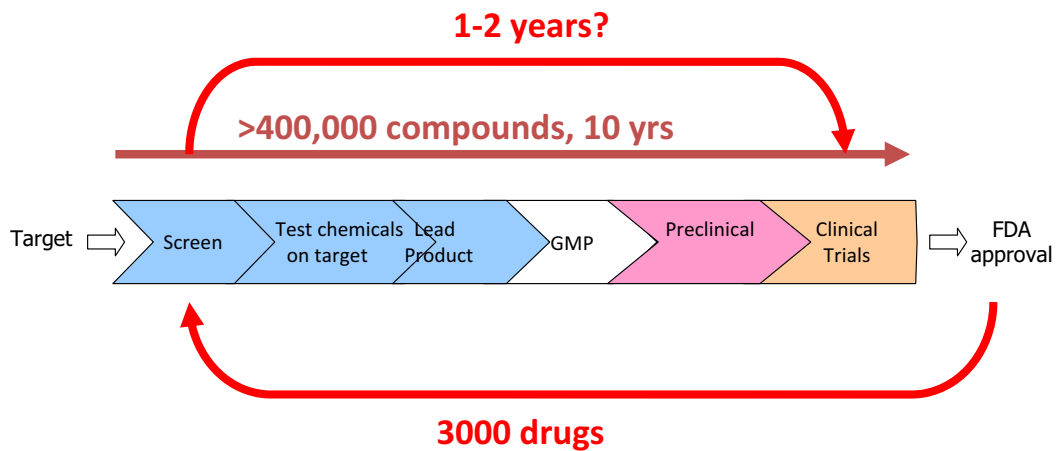 1-2 years?
>400,000 compounds, 10 yrs
Target
Screen
Test chemicals
on target
Lead
Product
GMP
Preclinical
Clinical
Trials
FDA
approval
3000 drugs